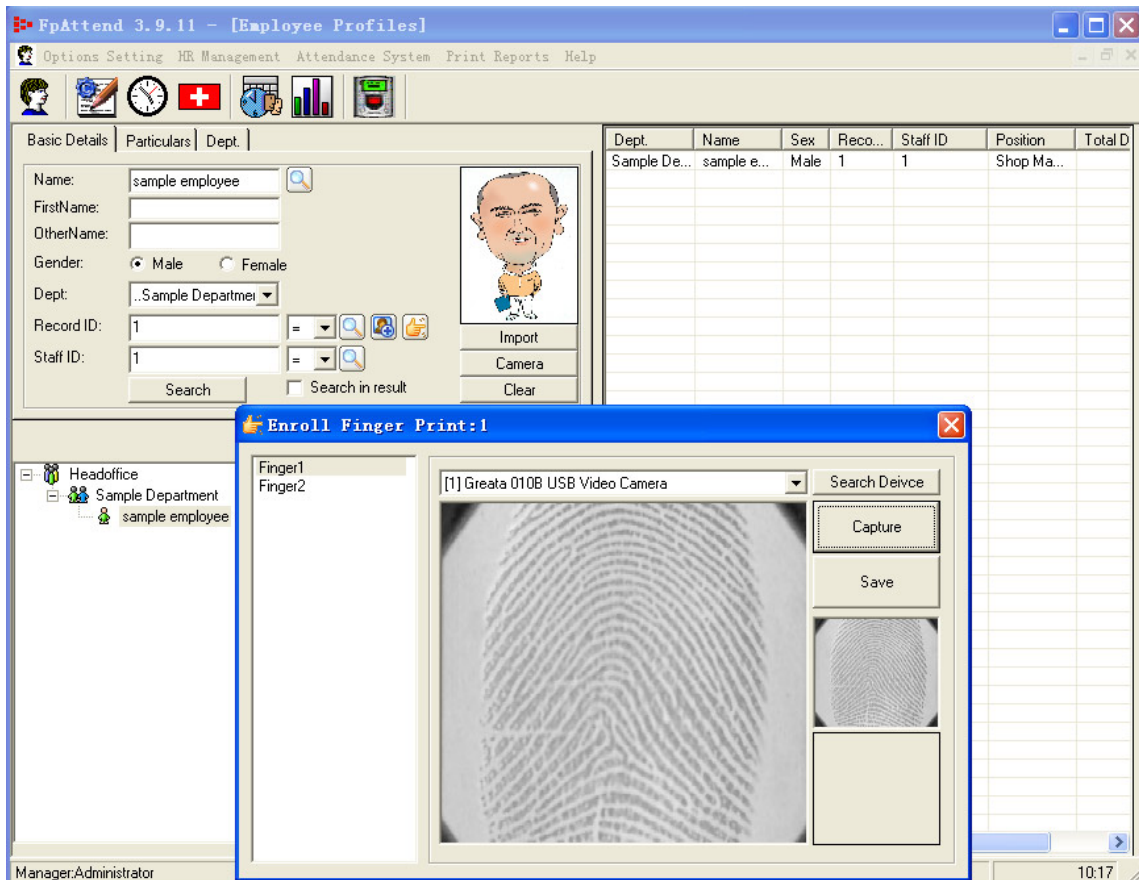 FpAttend 3.9.11 - [Employee Profiles]
Options Setting HR Management Attendance System Print Reports Help
Basic Details Particulars Dept.
Name: sample employee
FirstName:
OtherName:
Gender: Male Female
Dept: ..Sample Departmei
Record ID: 1 =
Staff ID: 1 =
Search Search in result
Import
Camera
Clear
Dept. Name Sex Reco... Staff ID Position Total D
Sample De... sample e... Male 1 1 Shop Ma...
Headoffice
Sample Department
sample employee
Enroll Finger Print:1
Finger1
Finger2
[1] Greata 010B USB Video Camera
Search Deivce
Capture
Save
Manager:Administrator
10:17